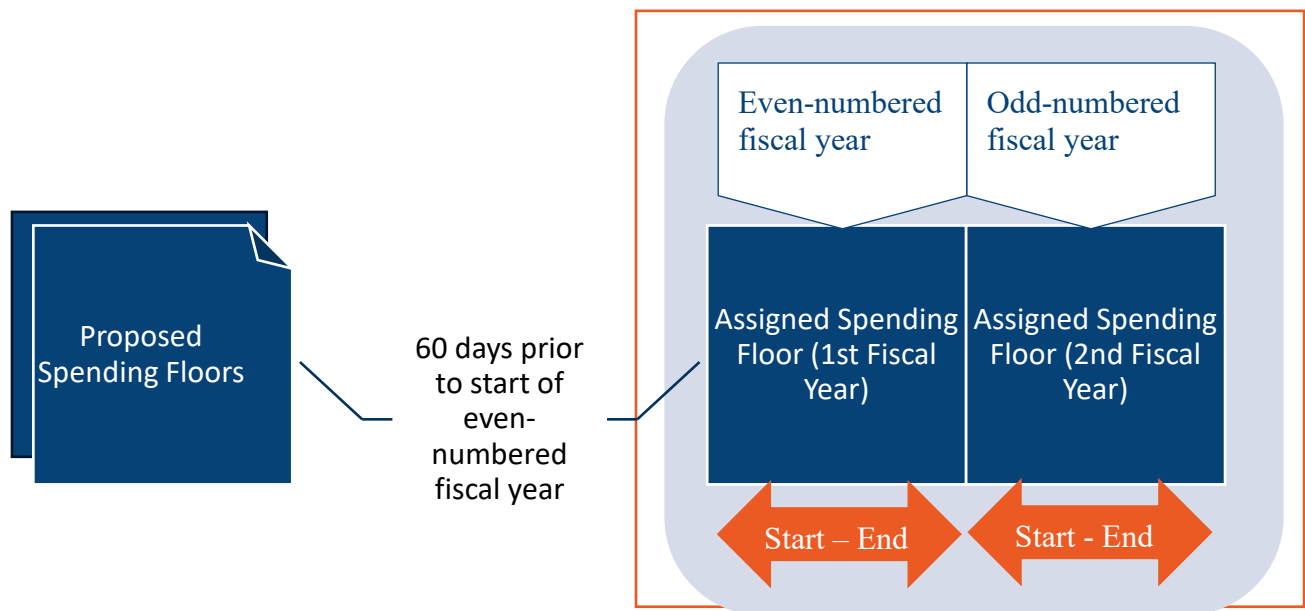 Even-numbered
fiscal year
Odd-numbered
fiscal year
Proposed
Spending Floors
60 days prior
to start of
even-
numbered
fiscal year
Assigned Spending
Floor (1st Fiscal
Year)
Assigned Spending
Floor (2nd Fiscal
Year)
Start – End
Start - End